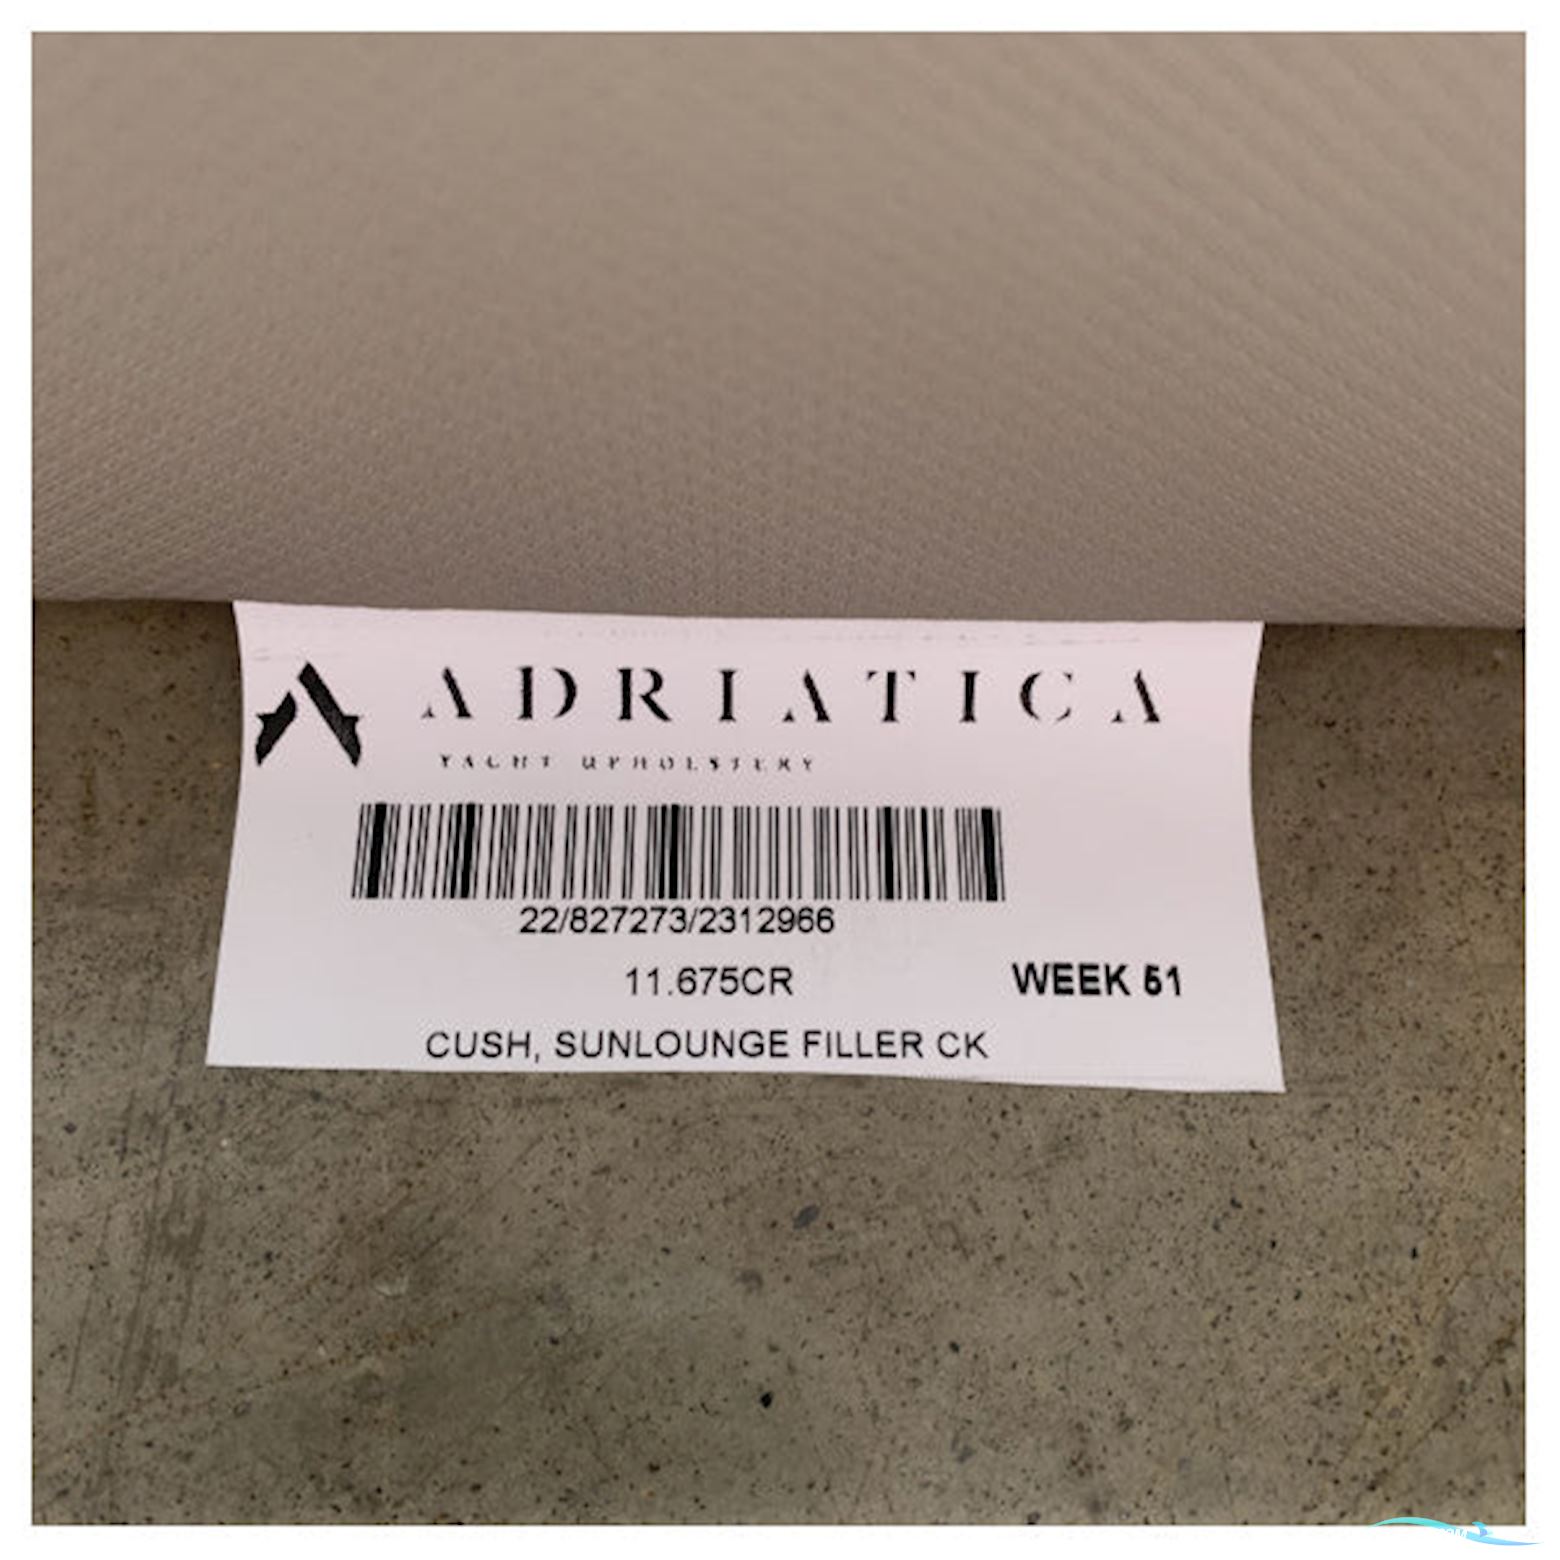 ADRIATICA
YACHT UPHOLSTERY
22/827273/2312966
11.675CR
WEEK 51
CUSH, SUNLOUNGE FILLER CK